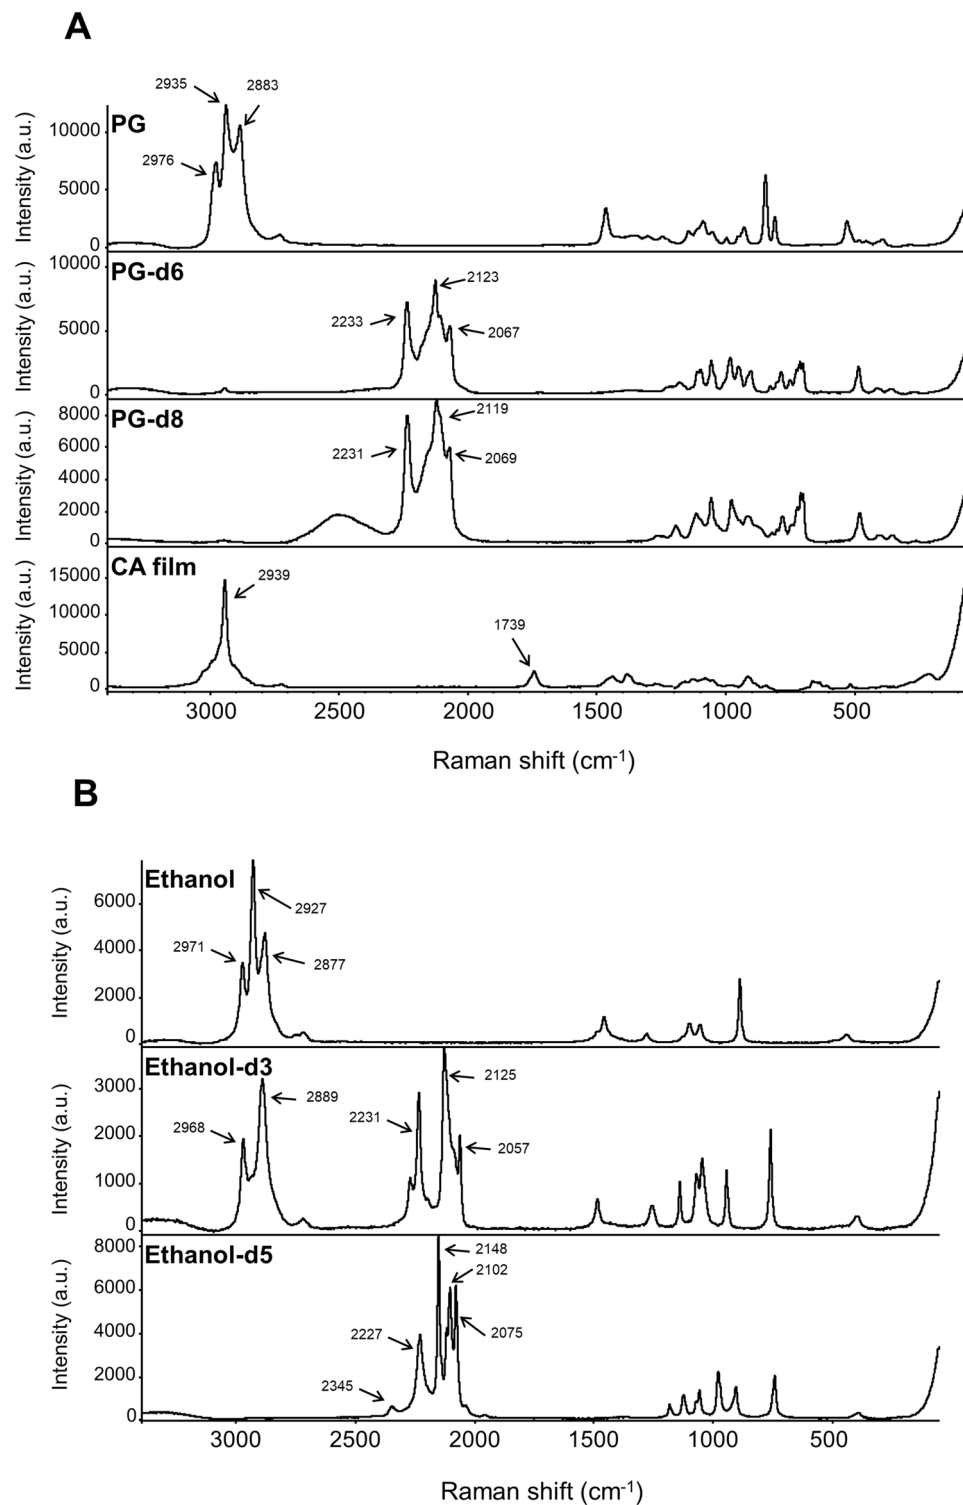 A
2935
2883
2976
PG
Intensity (a.u.)
10000
5000
0
PG-d6
Intensity (a.u.)
10000
5000
0
2123
2233
2067
PG-d8
Intensity (a.u.)
8000
6000
4000
2000
0
2119
2231
2069
CA film
Intensity (a.u.)
15000
10000
5000
0
2939
1739
3000 2500 2000 1500 1000 500
Raman shift (cm-1)
B
Ethanol
Intensity (a.u.)
6000
4000
2000
0
2927
2971
2877
Ethanol-d3
Intensity (a.u.)
3000
2000
1000
0
2125
2889
2231
2968
2057
Ethanol-d5
Intensity (a.u.)
8000
6000
4000
2000
0
2148
2102
2227
2075
2345
3000 2500 2000 1500 1000 500
Raman shift (cm-1)